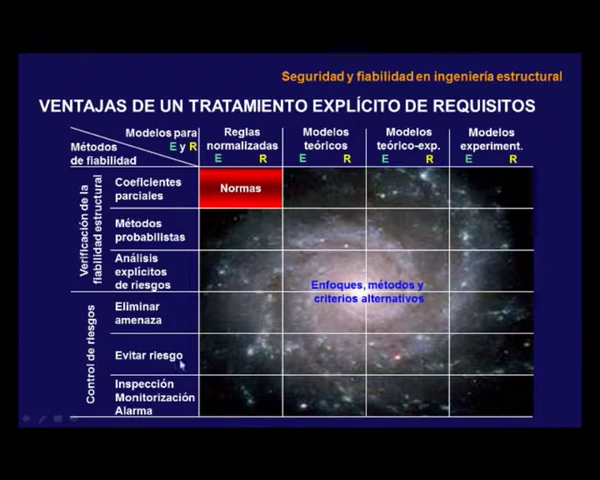 Seguridad y fiabilidad en ingeniería estructural
VENTAJAS DE UN TRATAMIENTO EXPLÍCITO DE REQUISITOS
Modelos para
E y R
Métodos
de fiabilidad
Reglas
normalizadas
E R
Modelos
teóricos
E R
Modelos
teórico-exp.
E R
Modelos
experiment.
E R
Verificación de la
fiabilidad estructural
Coeficientes
parciales
Normas
Métodos
probabilistas
Análisis
explícitos
de riesgos
Enfoques, métodos y
criterios alternativos
Control de riesgos
Eliminar
amenaza
Evitar riesgo
Inspección
Monitorización
Alarma